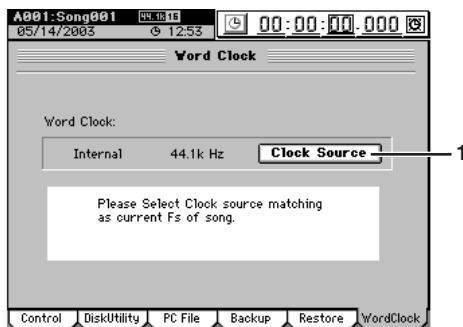 A001:Song001 44.1k 16
05/14/2003 12:53 00:00:00.000
Word Clock
Word Clock:
Internal 44.1k Hz Clock Source 1
Please Select Clock source matching
as current Fs of song.
Control DiskUtility PC File Backup Restore WordClock